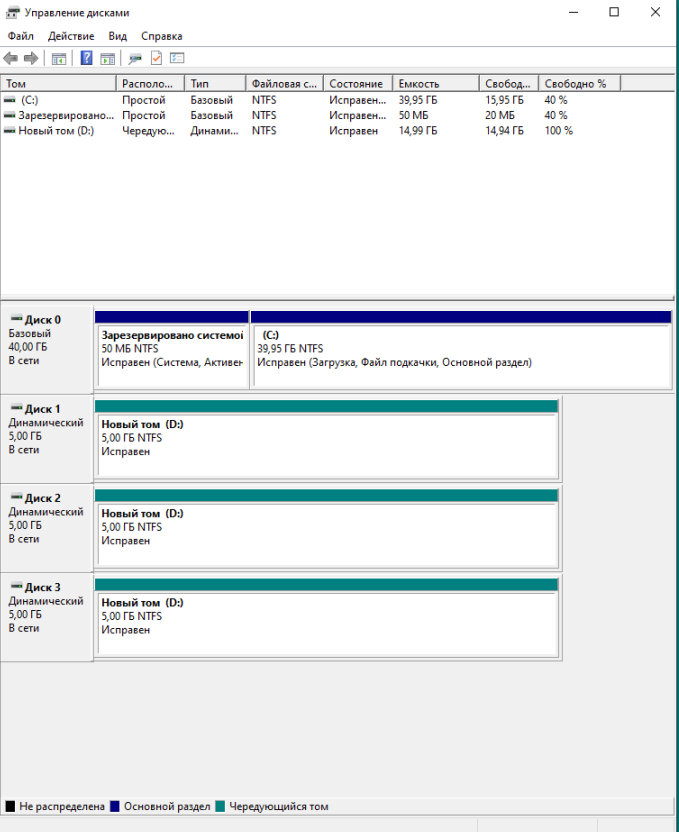 Управление дисками
Файл Действие Вид Справка
Том Располо... Тип Файловая с... Состояние Емкость Свобод... Свободно %
(C:) Простой Базовый NTFS Исправен... 39,95 ГБ 15,95 ГБ 40 %
Зарезервировано... Простой Базовый NTFS Исправен... 50 МБ 20 МБ 40 %
Новый том (D:) Чередую... Динами... NTFS Исправен 14,99 ГБ 14,94 ГБ 100 %
Диск 0
Базовый
40,00 ГБ
В сети
Зарезервировано системой
50 МБ NTFS
Исправен (Система, Активен
(C:)
39,95 ГБ NTFS
Исправен (Загрузка, Файл подкачки, Основной раздел)
Диск 1
Динамический
5,00 ГБ
В сети
Новый том (D:)
5,00 ГБ NTFS
Исправен
Диск 2
Динамический
5,00 ГБ
В сети
Новый том (D:)
5,00 ГБ NTFS
Исправен
Диск 3
Динамический
5,00 ГБ
В сети
Новый том (D:)
5,00 ГБ NTFS
Исправен
Не распределена Основной раздел Чередующийся том